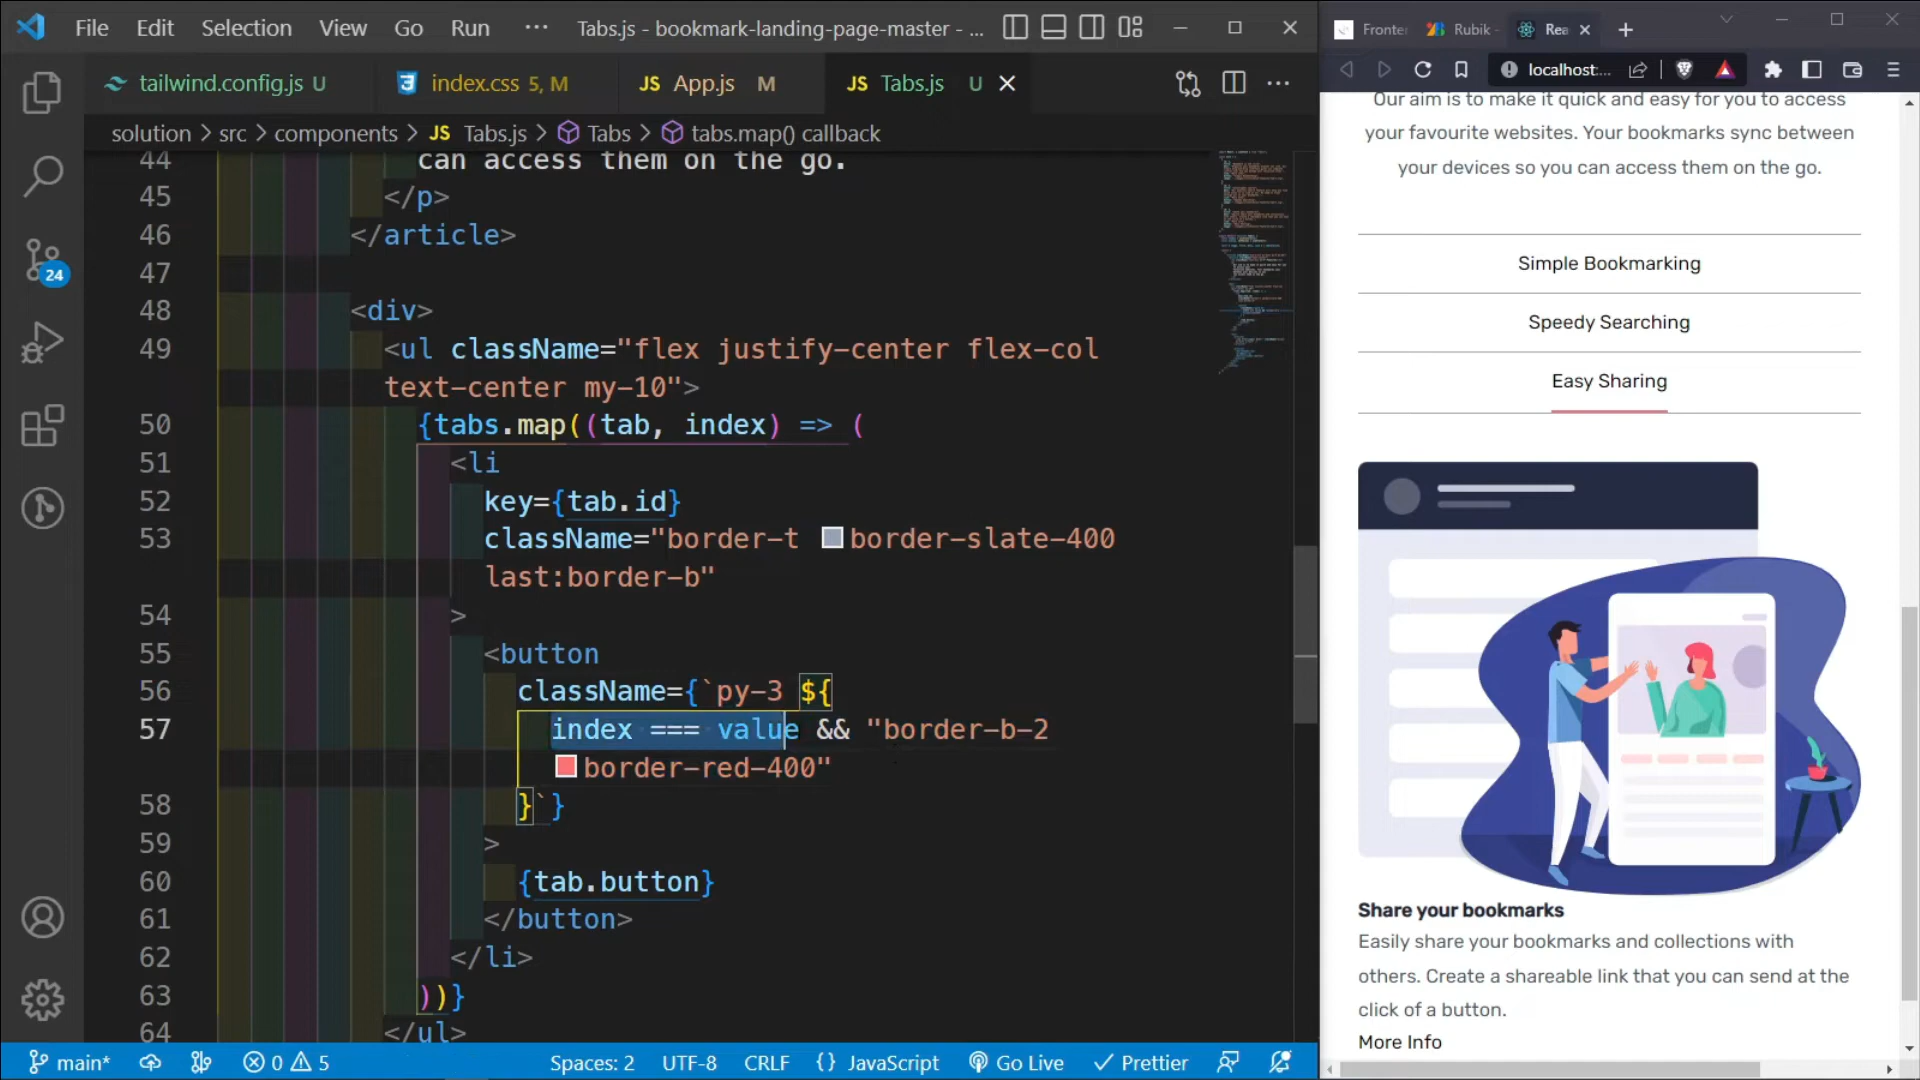 File Edit Selection View Go Run ··· Tabs.js - bookmark-landing-page-master - ...
tailwind.config.js U
index.css 5, M
JS App.js M
JS Tabs.js U
solution > src > components > JS Tabs.js > Tabs > tabs.map() callback
44 can access them on the go.
45 </p>
46 </article>
47
48 <div>
49 <ul className="flex justify-center flex-col
text-center my-10">
50 {tabs.map((tab, index) => (
51 <li
52 key={tab.id}
53 className="border-t border-slate-400
last:border-b"
54 >
55 <button
56 className={`py-3 ${
57 index === value && "border-b-2
border-red-400"
58 }`}
59 >
60 {tab.button}
61 </button>
62 </li>
63 ))}
64 </ul>
24
main* 0 5 Spaces: 2 UTF-8 CRLF {} JavaScript Go Live Prettier
Fronte Rubik - Rea
localhost:...
Our aim is to make it quick and easy for you to access
your favourite websites. Your bookmarks sync between
your devices so you can access them on the go.
Simple Bookmarking
Speedy Searching
Easy Sharing
Share your bookmarks
Easily share your bookmarks and collections with
others. Create a shareable link that you can send at the
click of a button.
More Info